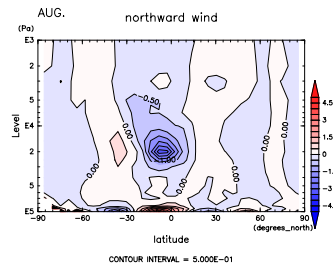 AUG.
northward wind
(Pa)
E3
2
5
E4
2
5
E5
Level
-0.50
0.00
0.00
0.00
0.00
0.00
-1.00
-90
-60
-30
0
30
60
90
(degrees_north)
latitude
4.5
3.
1.5
0
-1.
-3.
-4.
CONTOUR INTERVAL = 5.000E-01